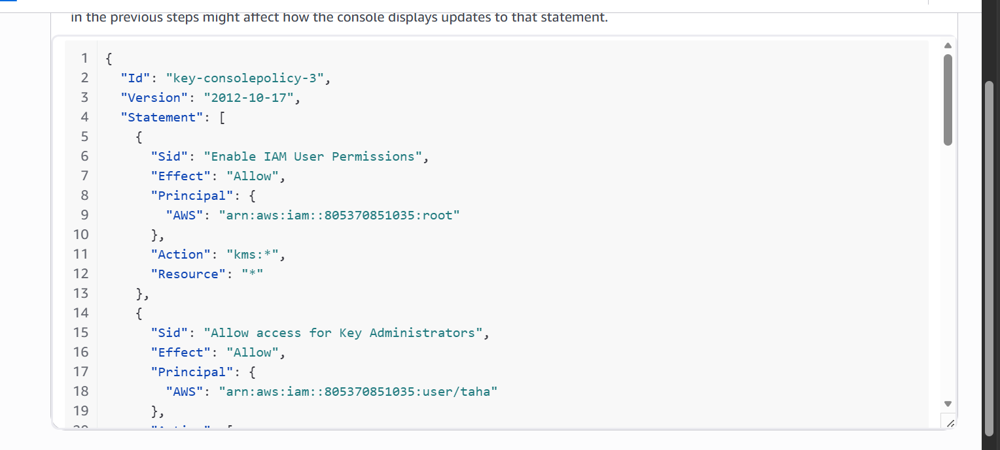 in the previous steps might affect how the console displays updates to that statement.
1 {
2 "Id": "key-consolepolicy-3",
3 "Version": "2012-10-17",
4 "Statement": [
5 {
6 "Sid": "Enable IAM User Permissions",
7 "Effect": "Allow",
8 "Principal": {
9 "AWS": "arn:aws:iam::805370851035:root"
10 },
11 "Action": "kms:*",
12 "Resource": "*"
13 },
14 {
15 "Sid": "Allow access for Key Administrators",
16 "Effect": "Allow",
17 "Principal": {
18 "AWS": "arn:aws:iam::805370851035:user/taha"
19 },